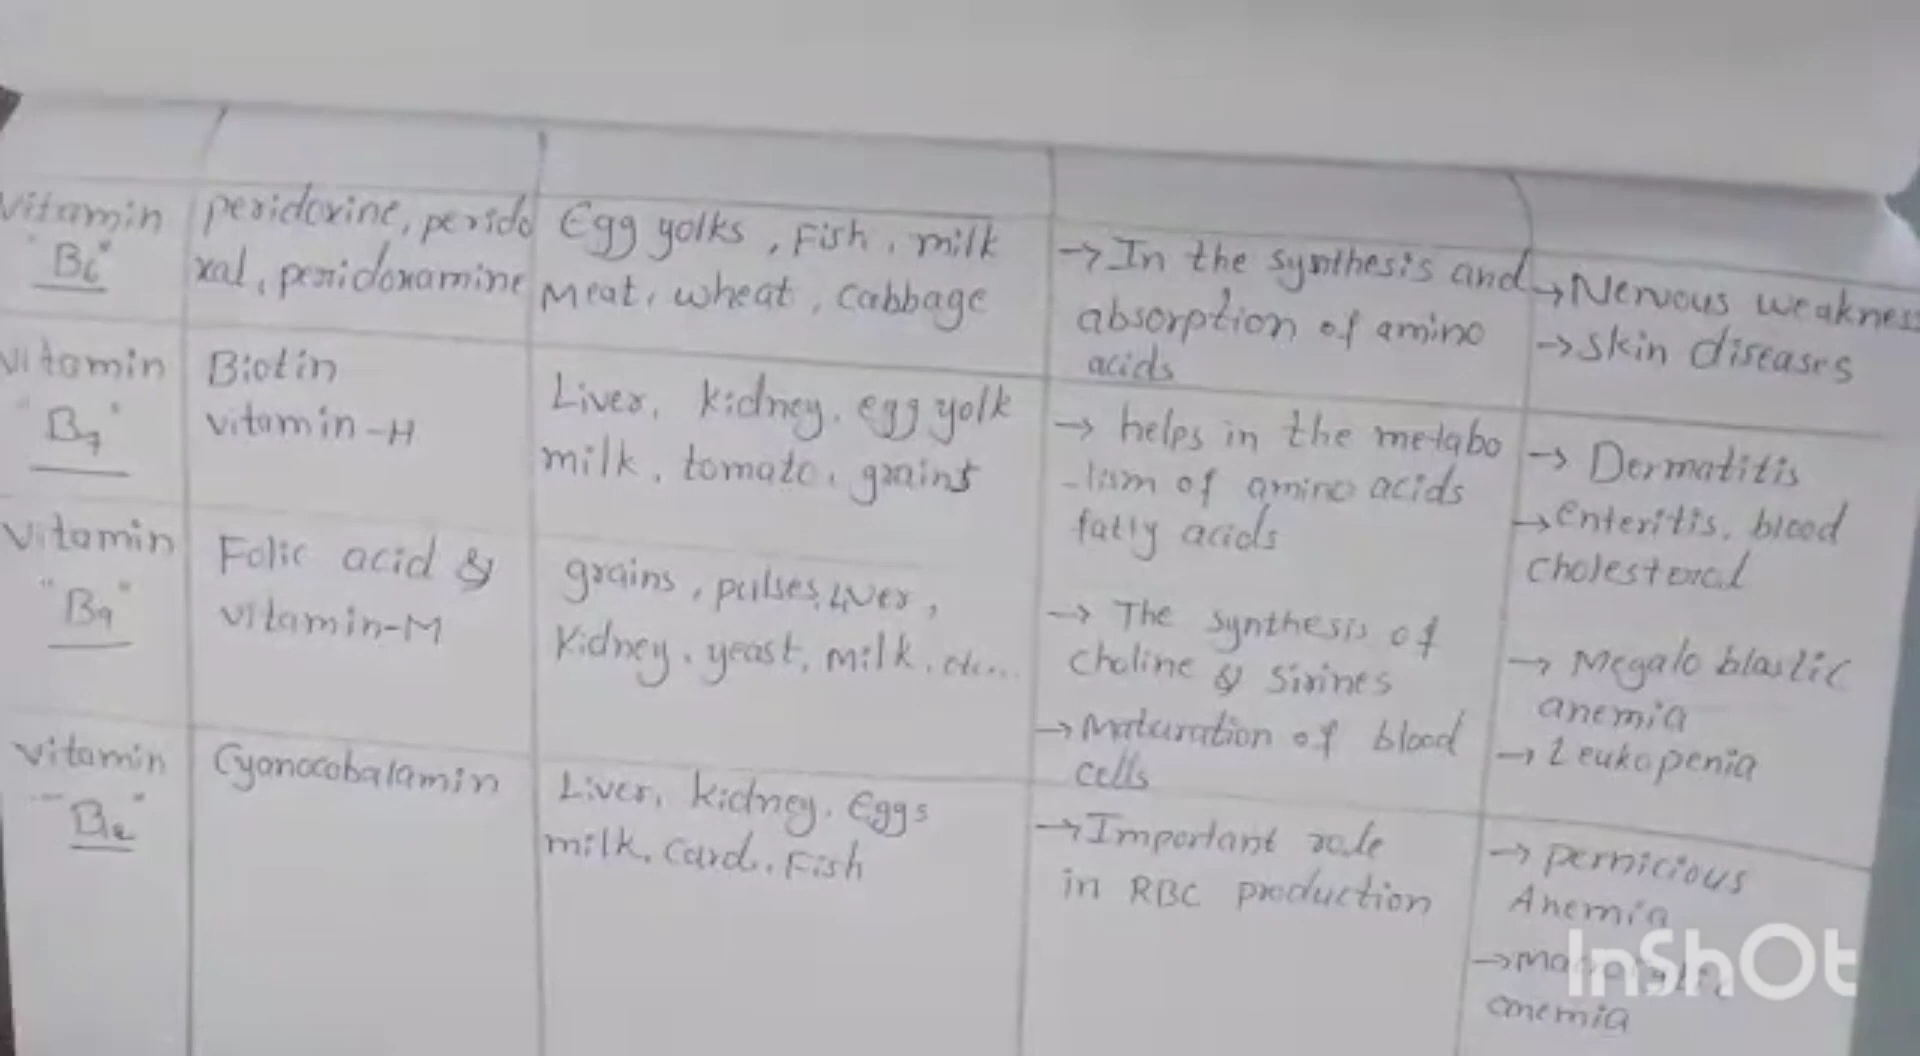 vitamin
"B6"
peridoxine, perido
xal, peridoxamine
Egg yolks, Fish, milk
Meat, wheat, cabbage
→ In the synthesis and
absorption of amino
acids
→ Nervous weakness
→ skin diseases
vitamin
"B7"
Biotin
vitamin-H
Liver, kidney, egg yolk
milk, tomato, grains
→ helps in the metabo
-lism of amino acids
fatty acids
→ Dermatitis
→ enteritis, blood
cholesteral
vitamin
"B9"
Folic acid &
vitamin-M
grains, pulses, Liver,
Kidney, yeast, milk, etc...
→ The synthesis of
choline & sirines
→ Maturation of blood
cells
→ Megalo blastic
anemia
→ Leukopenia
vitamin
"B12"
Cyanocobalamin
Liver, kidney, Eggs
milk, Card, Fish
→ Important role
in RBC production
→ pernicious
Anemia
→ macrocytic
anemia
InShOt